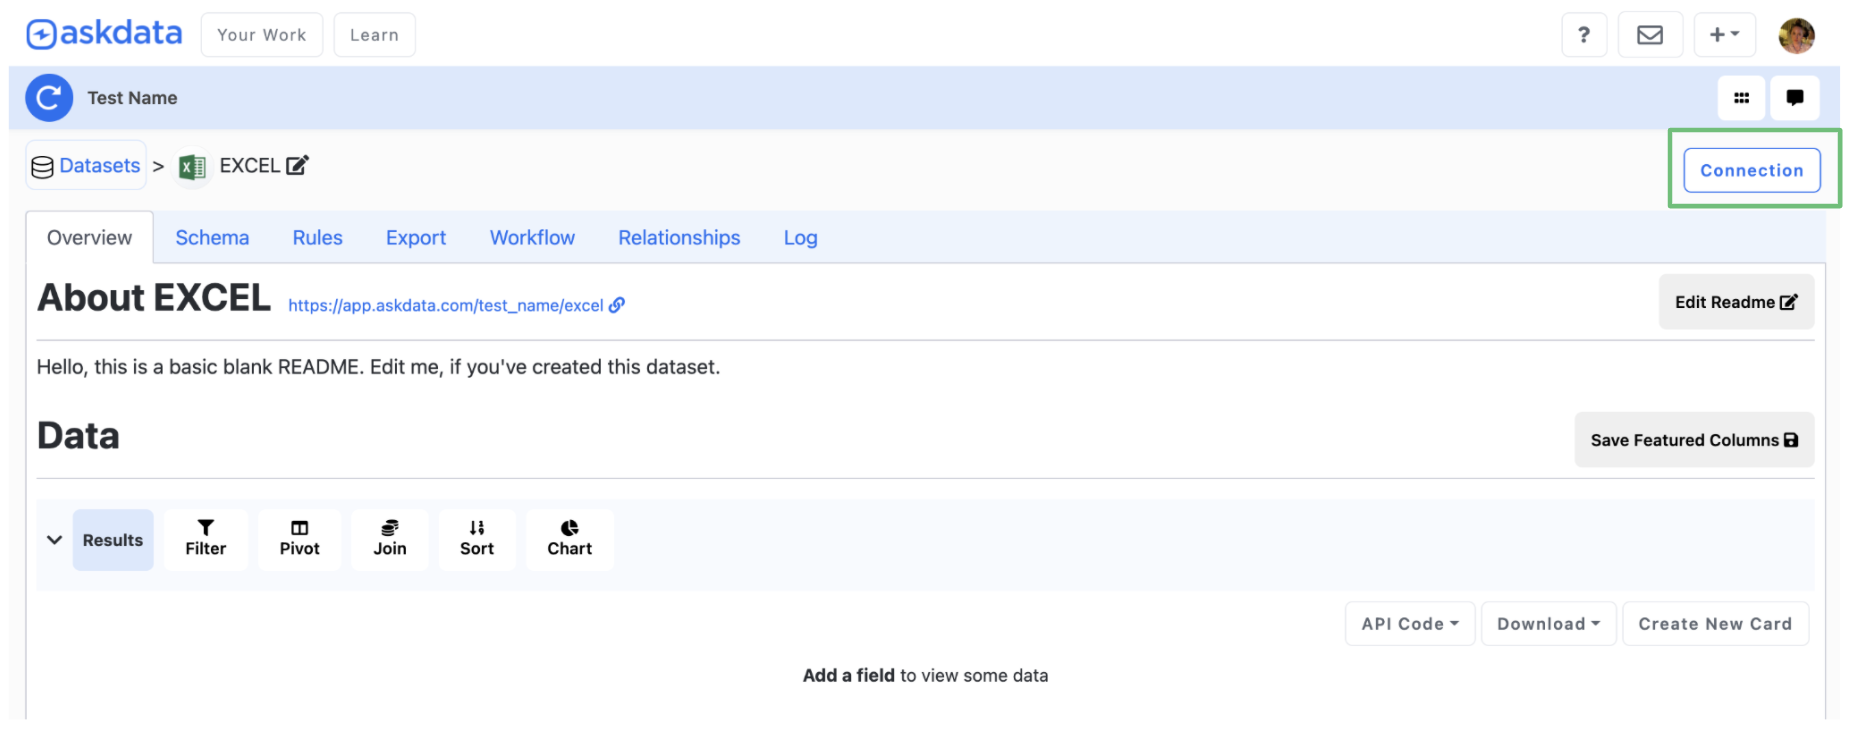 askdata Your Work Learn ? +
Test Name
Datasets > EXCEL
Connection
Overview Schema Rules Export Workflow Relationships Log
About EXCEL https://app.askdata.com/test_name/excel Edit Readme
Hello, this is a basic blank README. Edit me, if you've created this dataset.
Data Save Featured Columns
Results Filter Pivot Join Sort Chart
API Code Download Create New Card
Add a field to view some data